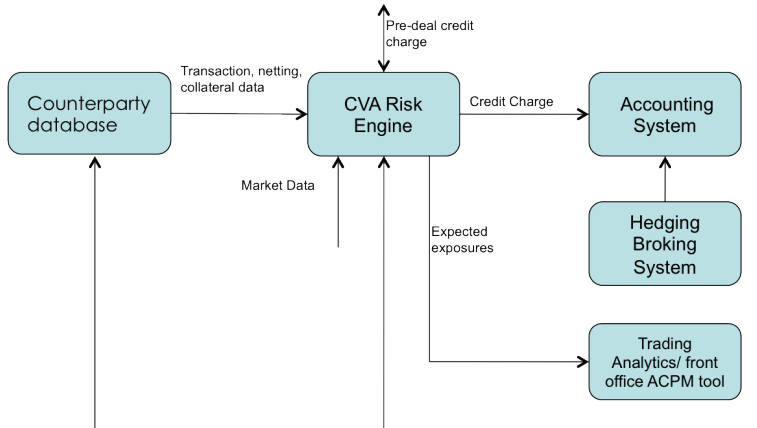 Pre-deal credit
charge
Transaction, netting,
collateral data
Counterparty
database
CVA Risk
Engine
Credit Charge
Accounting
System
Market Data
Expected
exposures
Hedging
Broking
System
Trading
Analytics/ front
office ACPM tool